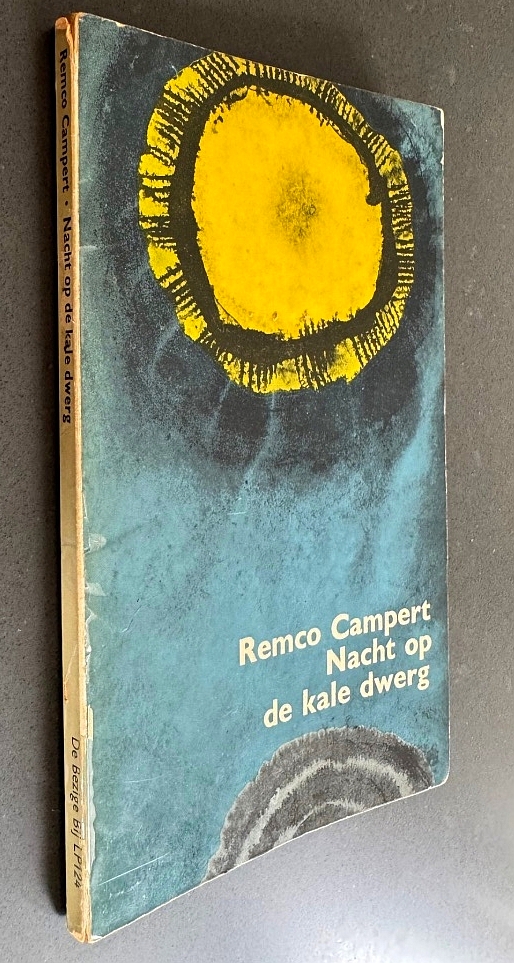 Remco Campert • Nacht op de kale dwerg
De Bezige Bij LP124
Remco Campert
Nacht op
de kale dwerg